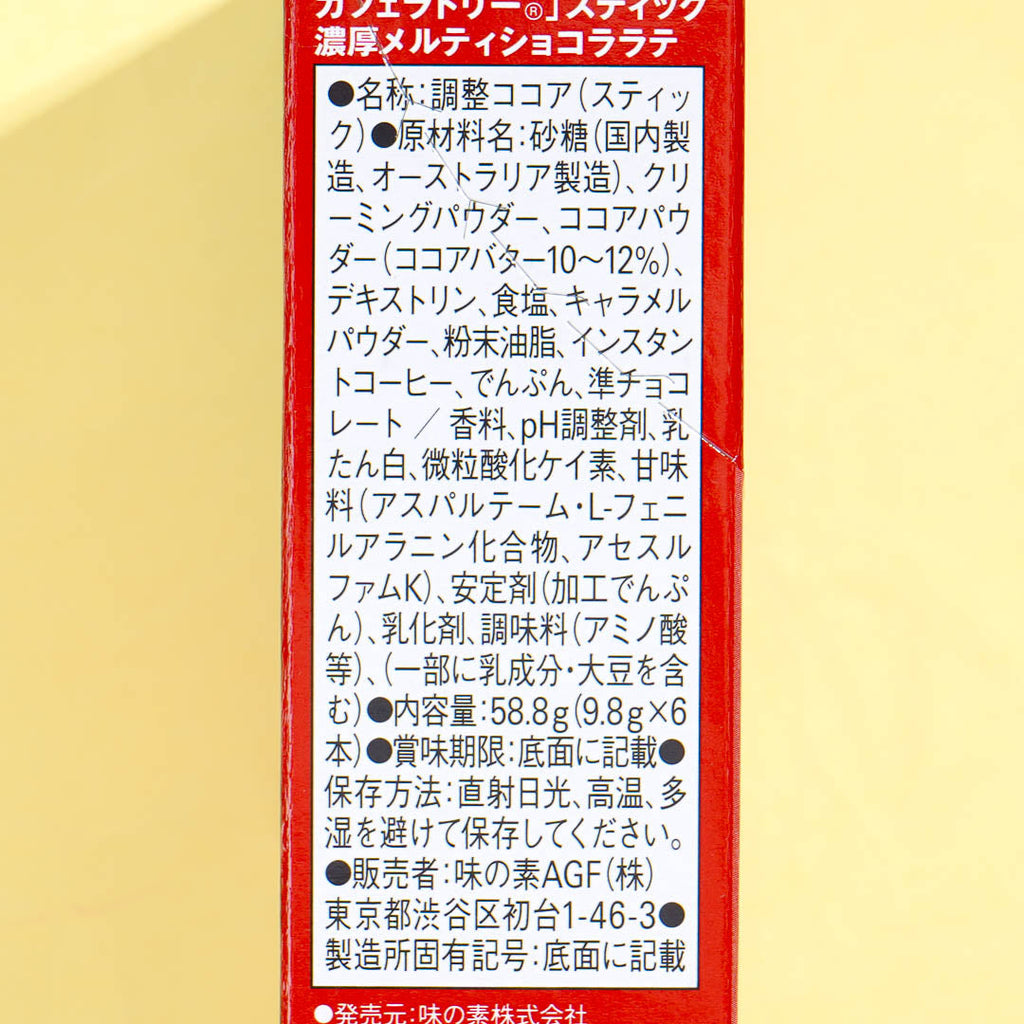 カフェラトリー®」スティック
濃厚メルティショコララテ
●名称:調整ココア(スティッ
ク)●原材料名:砂糖(国内製
造、オーストラリア製造)、クリ
ーミングパウダー、ココアパウ
ダー(ココアバター10〜12%)、
デキストリン、食塩、キャラメル
パウダー、粉末油脂、インスタン
トコーヒー、でんぷん、準チョコ
レート/香料、pH調整剤、乳
たん白、微粒酸化ケイ素、甘味
料(アスパルテーム・L-フェニ
ルアラニン化合物、アセスル
ファムK)、安定剤(加工でんぷ
ん)、乳化剤、調味料(アミノ酸
等)、(一部に乳成分・大豆を含
む)●内容量:58.8g(9.8g×6
本)●賞味期限:底面に記載●
保存方法:直射日光、高温、多
湿を避けて保存してください。
●販売者:味の素AGF(株)
東京都渋谷区初台1-46-3●
製造所固有記号:底面に記載
●発売元:味の素株式会社